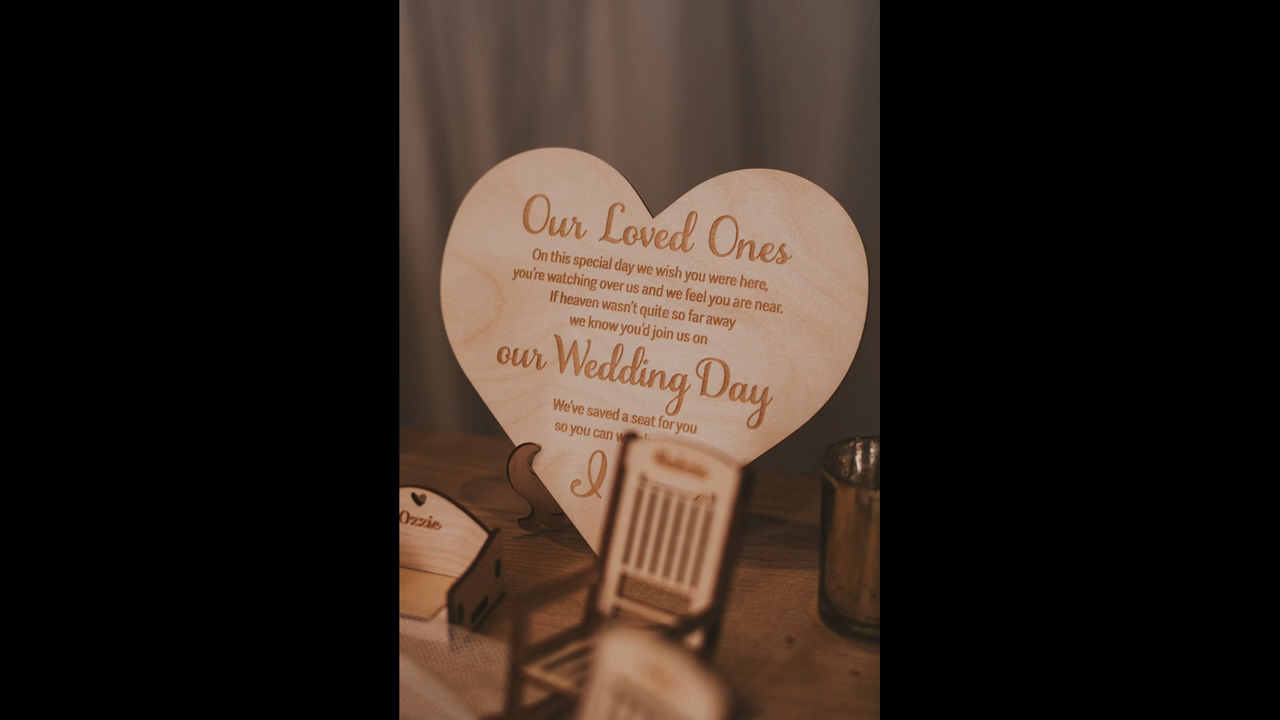 Our Loved Ones
On this special day we wish you were here,
you're watching over us and we feel you are near.
If heaven wasn't quite so far away
we know you'd join us on
our Wedding Day
We've saved a seat for you
so you can
I
Ozzie